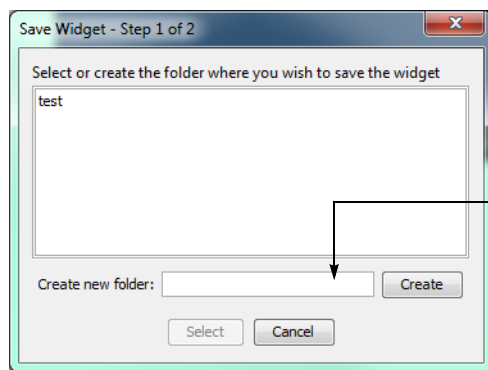 Save Widget - Step 1 of 2
Select or create the folder where you wish to save the widget
test
Create new folder: Create
Select Cancel